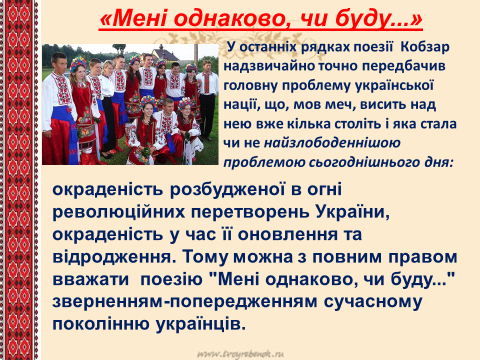 «Мені однаково, чи буду...»
У останніх рядках поезії Кобзар
надзвичайно точно передбачив
головну проблему української
нації, що, мов меч, висить над
нею вже кілька століть і яка стала
чи не найзлободеннішою
проблемою сьогоднішнього дня:
окраденість розбудженої в огні
революційних перетворень України,
окраденість у час її оновлення та
відродження. Тому можна з повним правом
вважати поезію "Мені однаково, чи буду..."
зверненням-попередженням сучасному
поколінню українців.